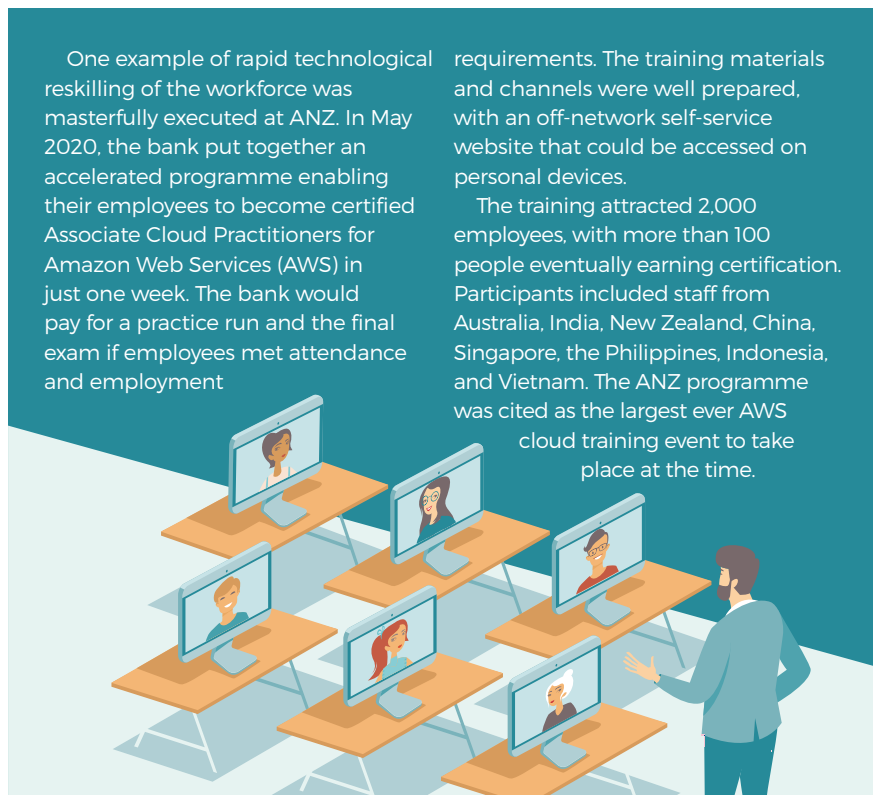 One example of rapid technological
reskilling of the workforce was
masterfully executed at ANZ. In May
2020, the bank put together an
accelerated programme enabling
their employees to become certified
Associate Cloud Practitioners for
Amazon Web Services (AWS) in
just one week. The bank would
pay for a practice run and the final
exam if employees met attendance
and employment
requirements. The training materials
and channels were well prepared,
with an off-network self-service
website that could be accessed on
personal devices.
The training attracted 2,000
employees, with more than 100
people eventually earning certification.
Participants included staff from
Australia, India, New Zealand, China,
Singapore, the Philippines, Indonesia,
and Vietnam. The ANZ programme
was cited as the largest ever AWS
cloud training event to take
place at the time.